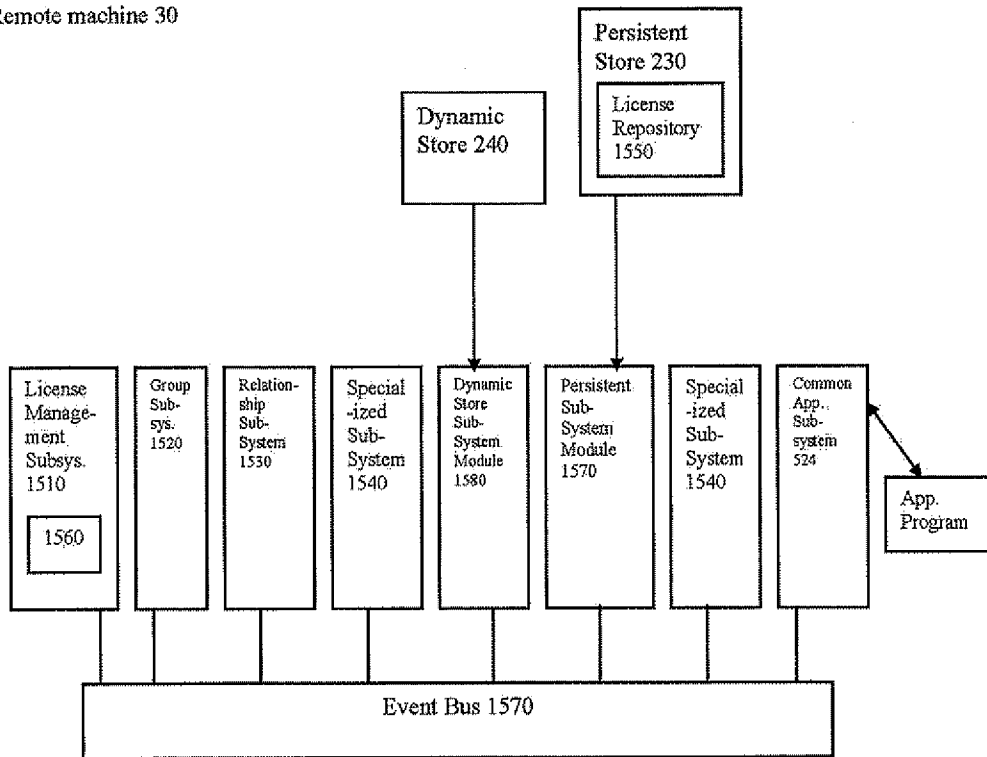 Remote machine 30
Persistent
Store 230
License
Repository
1550
Dynamic
Store 240
License
Manage-
ment
Subsys.
1510
1560
Group
Sub-
sys.
1520
Relation-
ship
Sub-
System
1530
Special
-ized
Sub-
System
1540
Dynamic
Store
Sub-
System
Module
1580
Persistent
Sub-
System
Module
1570
Special
-ized
Sub-
System
1540
Common
App.
Sub-
system
524
App.
Program
Event Bus 1570